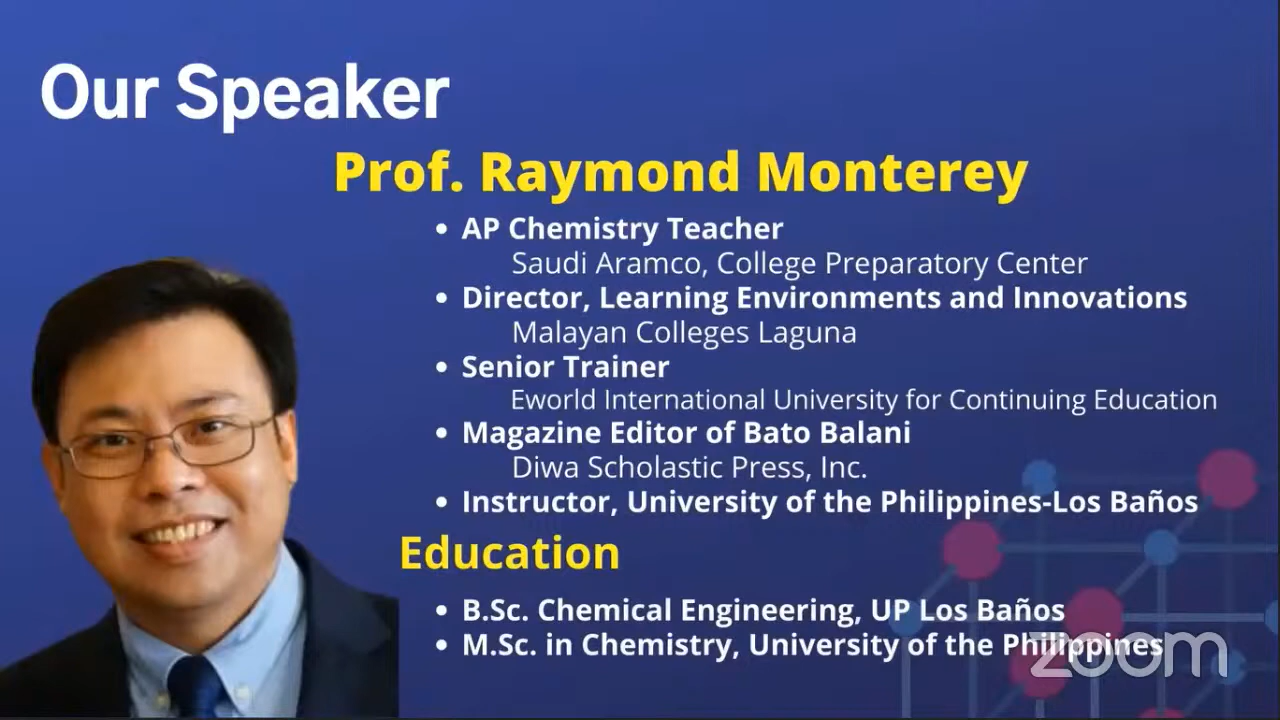 Our Speaker
Prof. Raymond Monterey
• AP Chemistry Teacher
Saudi Aramco, College Preparatory Center
• Director, Learning Environments and Innovations
Malayan Colleges Laguna
• Senior Trainer
Eworld International University for Continuing Education
• Magazine Editor of Bato Balani
Diwa Scholastic Press, Inc.
• Instructor, University of the Philippines-Los Baños
Education
• B.Sc. Chemical Engineering, UP Los Baños
• M.Sc. in Chemistry, University of the Philippines
zoom